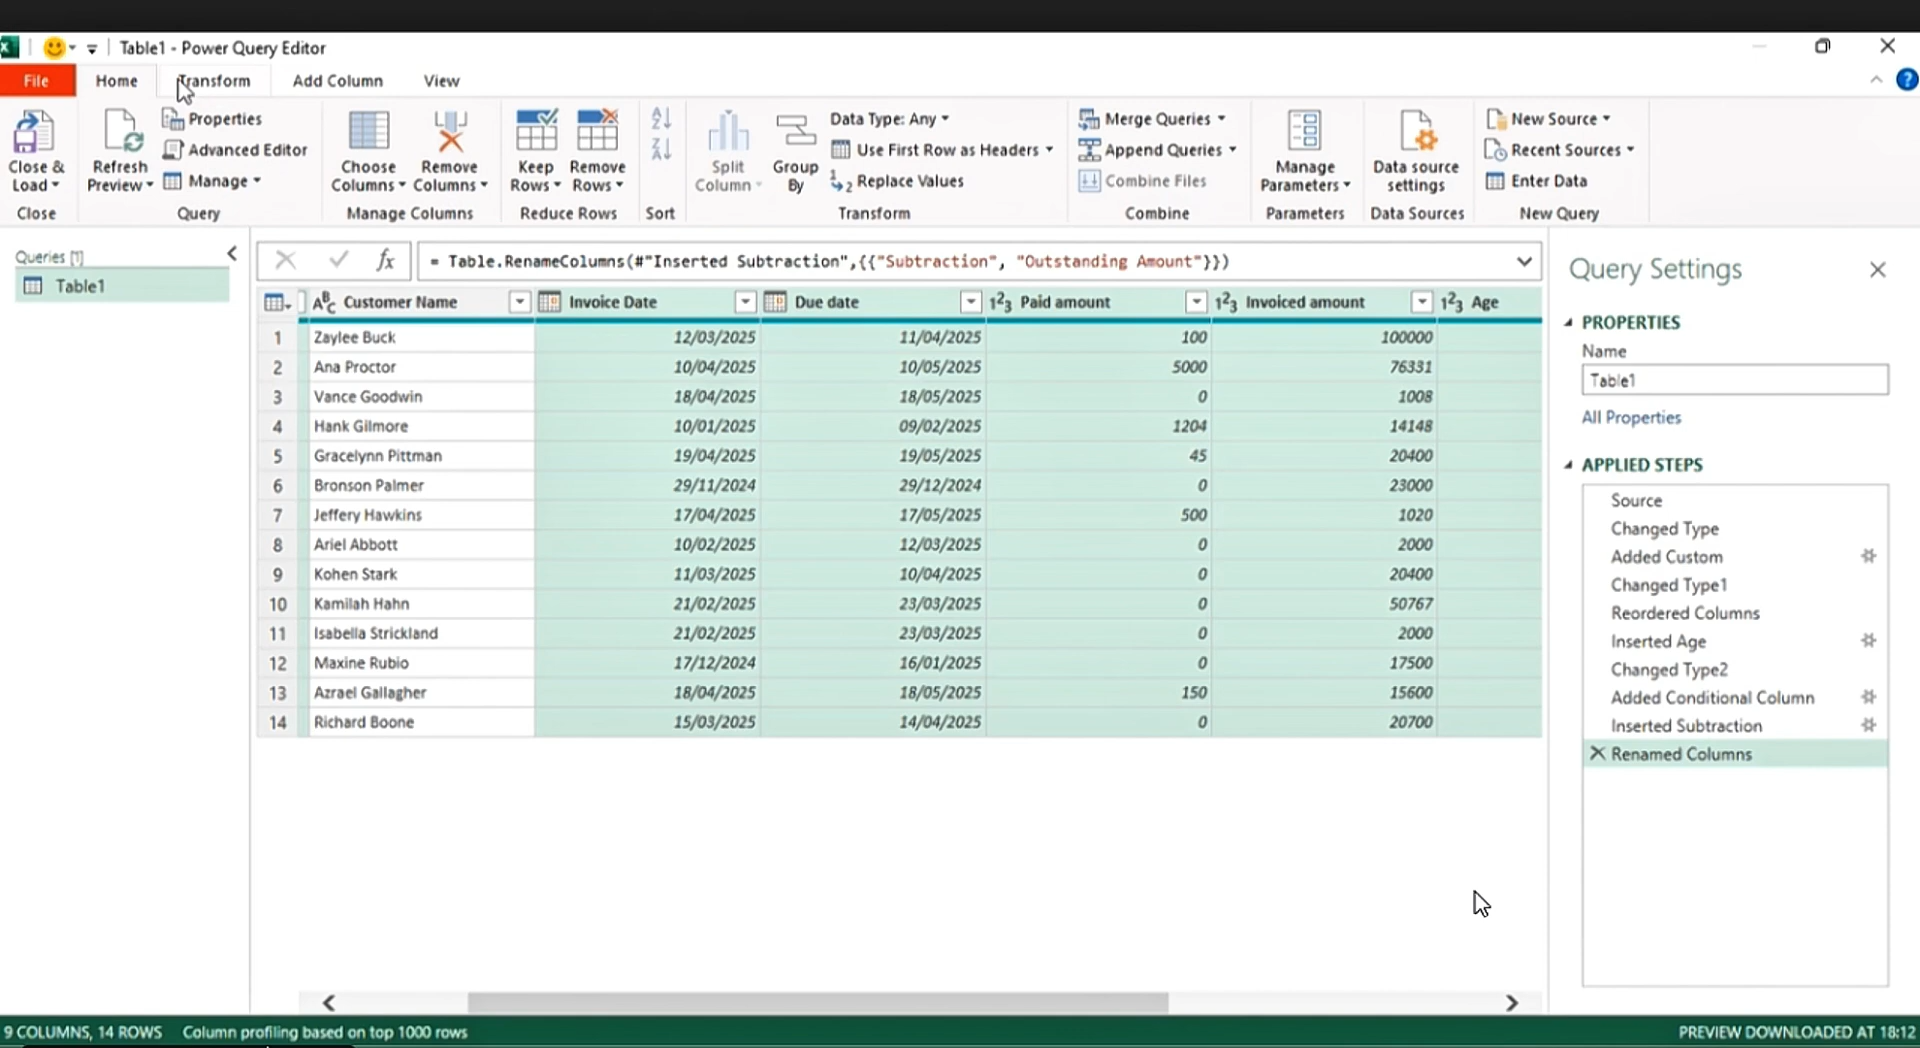 Table1 - Power Query Editor
File
Home
Transform
Add Column
View
Close & Load
Close
Refresh Preview
Properties
Advanced Editor
Manage
Query
Choose Columns
Remove Columns
Manage Columns
Keep Rows
Remove Rows
Reduce Rows
Sort
Split Column
Group By
Data Type: Any
Use First Row as Headers
Replace Values
Transform
Merge Queries
Append Queries
Combine Files
Combine
Manage Parameters
Parameters
Data source settings
Data Sources
New Source
Recent Sources
Enter Data
New Query
Queries [1]
Table1
fx = Table.RenameColumns(#"Inserted Subtraction",{{"Subtraction", "Outstanding Amount"}})
Customer Name Invoice Date Due date Paid amount Invoiced amount Age
1 Zaylee Buck 12/03/2025 11/04/2025 100 100000
2 Ana Proctor 10/04/2025 10/05/2025 5000 76331
3 Vance Goodwin 18/04/2025 18/05/2025 0 1008
4 Hank Gilmore 10/01/2025 09/02/2025 1204 14148
5 Gracelynn Pittman 19/04/2025 19/05/2025 45 20400
6 Bronson Palmer 29/11/2024 29/12/2024 0 23000
7 Jeffery Hawkins 17/04/2025 17/05/2025 500 1020
8 Ariel Abbott 10/02/2025 12/03/2025 0 2000
9 Kohen Stark 11/03/2025 10/04/2025 0 20400
10 Kamilah Hahn 21/02/2025 23/03/2025 0 50767
11 Isabella Strickland 21/02/2025 23/03/2025 0 2000
12 Maxine Rubio 17/12/2024 16/01/2025 0 17500
13 Azrael Gallagher 18/04/2025 18/05/2025 150 15600
14 Richard Boone 15/03/2025 14/04/2025 0 20700
Query Settings
PROPERTIES
Name
Table1
All Properties
APPLIED STEPS
Source
Changed Type
Added Custom
Changed Type1
Reordered Columns
Inserted Age
Changed Type2
Added Conditional Column
Inserted Subtraction
Renamed Columns
9 COLUMNS, 14 ROWS Column profiling based on top 1000 rows
PREVIEW DOWNLOADED AT 18:12